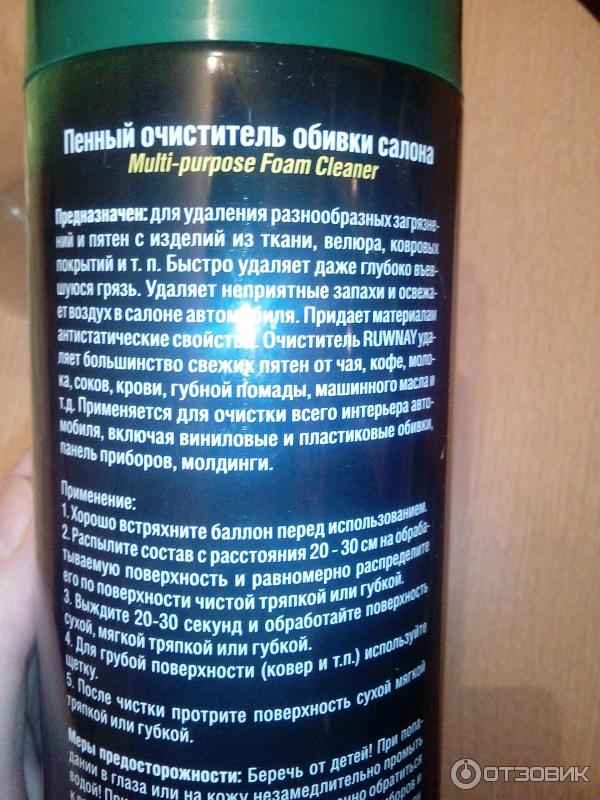 Пенный очиститель обивки салона
Multi-purpose Foam Cleaner
Предназначен: для удаления разнообразных загрязне-
ний и пятен с изделий из ткани, велюра, ковровых
покрытий и т. п. Быстро удаляет даже глубоко въев-
шуюся грязь. Удаляет неприятные запахи и освежа-
ет воздух в салоне автомобиля. Придает материалам
антистатические свойства. Очиститель RUWNAY уда-
ляет большинство свежих пятен от чая, кофе, моло-
ка, соков, крови, губной помады, машинного масла и
т.д. Применяется для очистки всего интерьера авто-
мобиля, включая виниловые и пластиковые обивки,
панель приборов, молдинги.
Применение:
1. Хорошо встряхните баллон перед использованием.
2. Распылите состав с расстояния 20 - 30 см на обраба-
тываемую поверхность и равномерно распределите
его по поверхности чистой тряпкой или губкой.
3. Выждите 20-30 секунд и обработайте поверхность
сухой, мягкой тряпкой или губкой.
4. Для грубой поверхности (ковер и т.п.) используйте
щетку.
5. После чистки протрите поверхность сухой мягкой
тряпкой или губкой.
Меры предосторожности: Беречь от детей! При попа-
дании в глаза или на кожу незамедлительно промыть
водой! обратиться
ОТЗОВИК